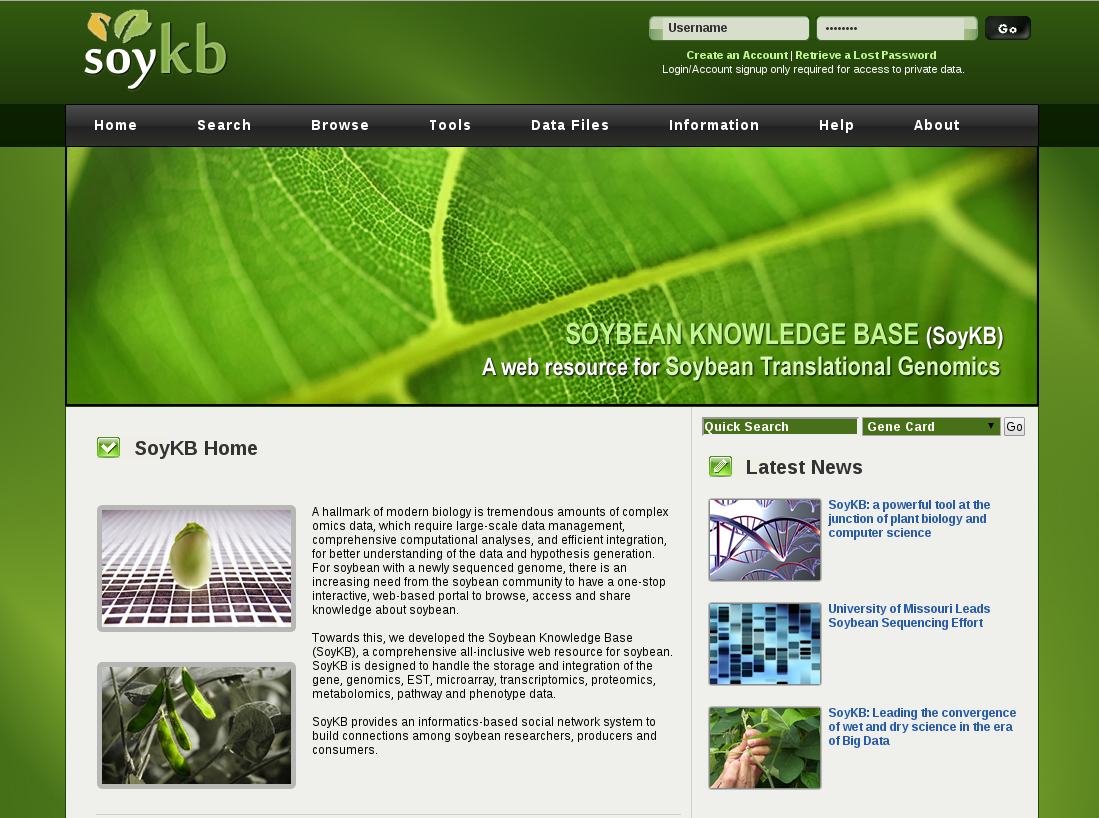 soykb
Username
••••••••
Go
Create an Account | Retrieve a Lost Password
Login/Account signup only required for access to private data.
Home Search Browse Tools Data Files Information Help About
SOYBEAN KNOWLEDGE BASE (SoyKB)
A web resource for Soybean Translational Genomics
SoyKB Home
A hallmark of modern biology is tremendous amounts of complex
omics data, which require large-scale data management,
comprehensive computational analyses, and efficient integration,
for better understanding of the data and hypothesis generation.
For soybean with a newly sequenced genome, there is an
increasing need from the soybean community to have a one-stop
interactive, web-based portal to browse, access and share
knowledge about soybean.
Towards this, we developed the Soybean Knowledge Base
(SoyKB), a comprehensive all-inclusive web resource for soybean.
SoyKB is designed to handle the storage and integration of the
gene, genomics, EST, microarray, transcriptomics, proteomics,
metabolomics, pathway and phenotype data.
SoyKB provides an informatics-based social network system to
build connections among soybean researchers, producers and
consumers.
Quick Search Gene Card Go
Latest News
SoyKB: a powerful tool at the
junction of plant biology and
computer science
University of Missouri Leads
Soybean Sequencing Effort
SoyKB: Leading the convergence
of wet and dry science in the era
of Big Data